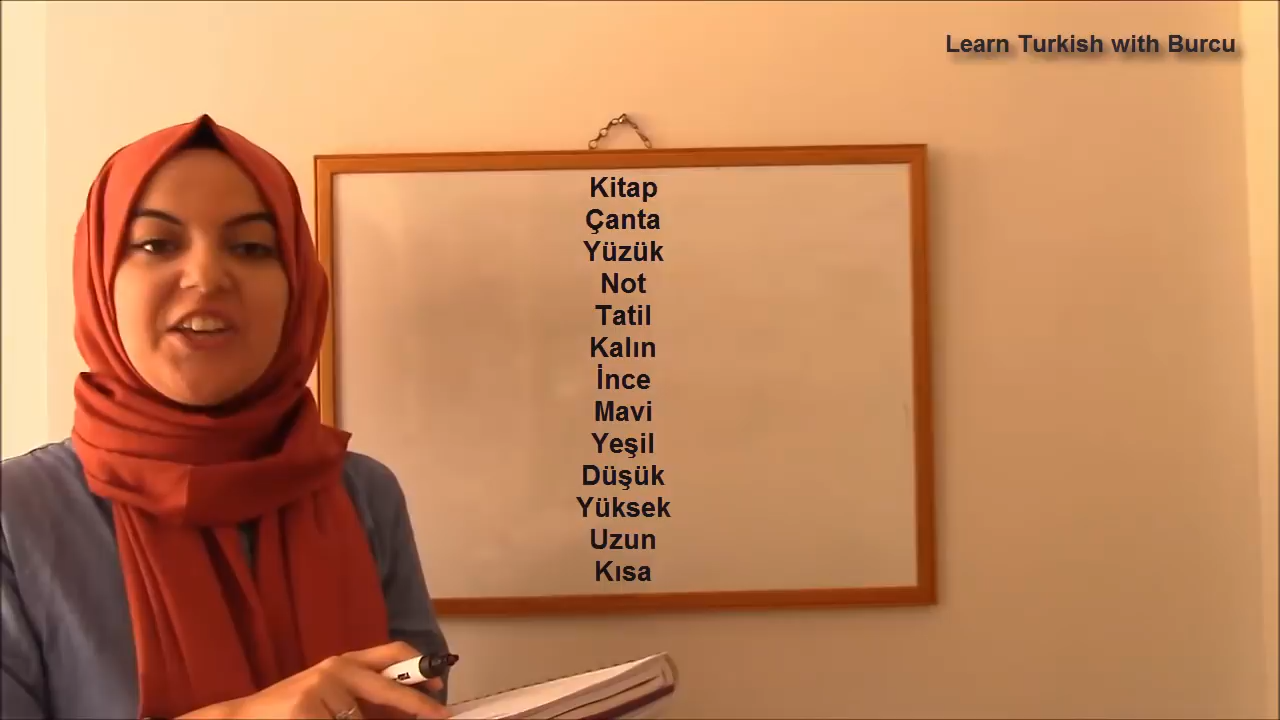 Learn Turkish with Burcu
Kitap
Çanta
Yüzük
Not
Tatil
Kalın
İnce
Mavi
Yeşil
Düşük
Yüksek
Uzun
Kısa